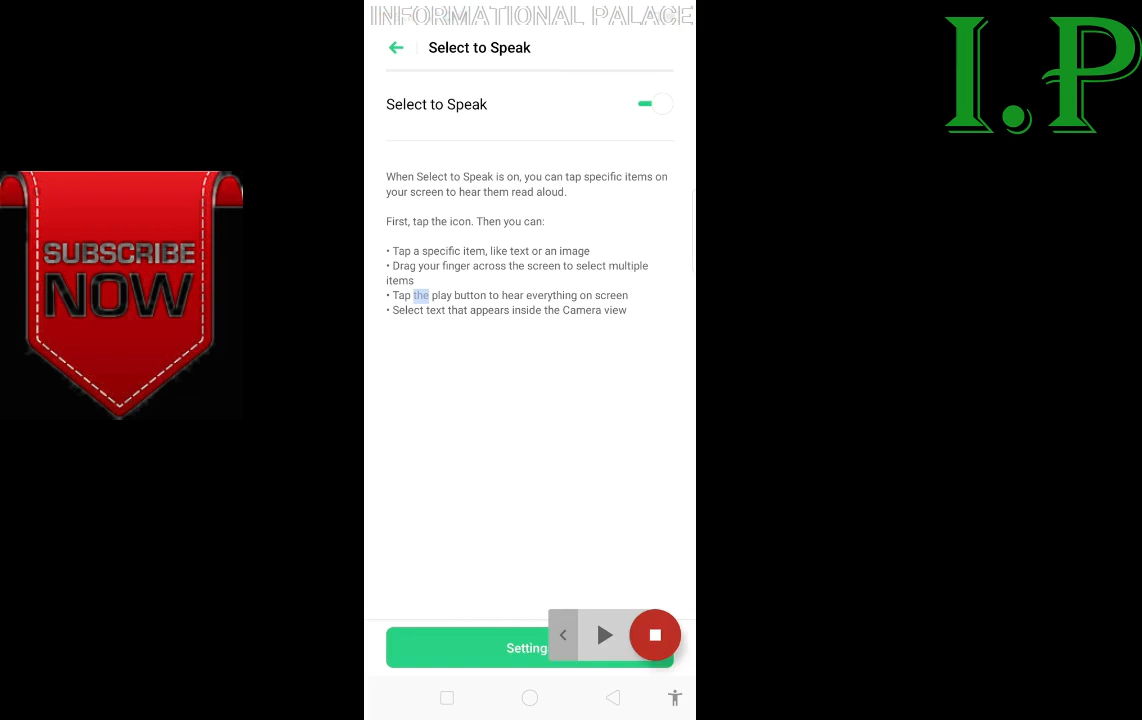 INFORMATIONAL PALACE
I.P
Select to Speak
Select to Speak
SUBSCRIBE
NOW
When Select to Speak is on, you can tap specific items on
your screen to hear them read aloud.
First, tap the icon. Then you can:
• Tap a specific item, like text or an image
• Drag your finger across the screen to select multiple
items
• Tap the play button to hear everything on screen
• Select text that appears inside the Camera view
Setting